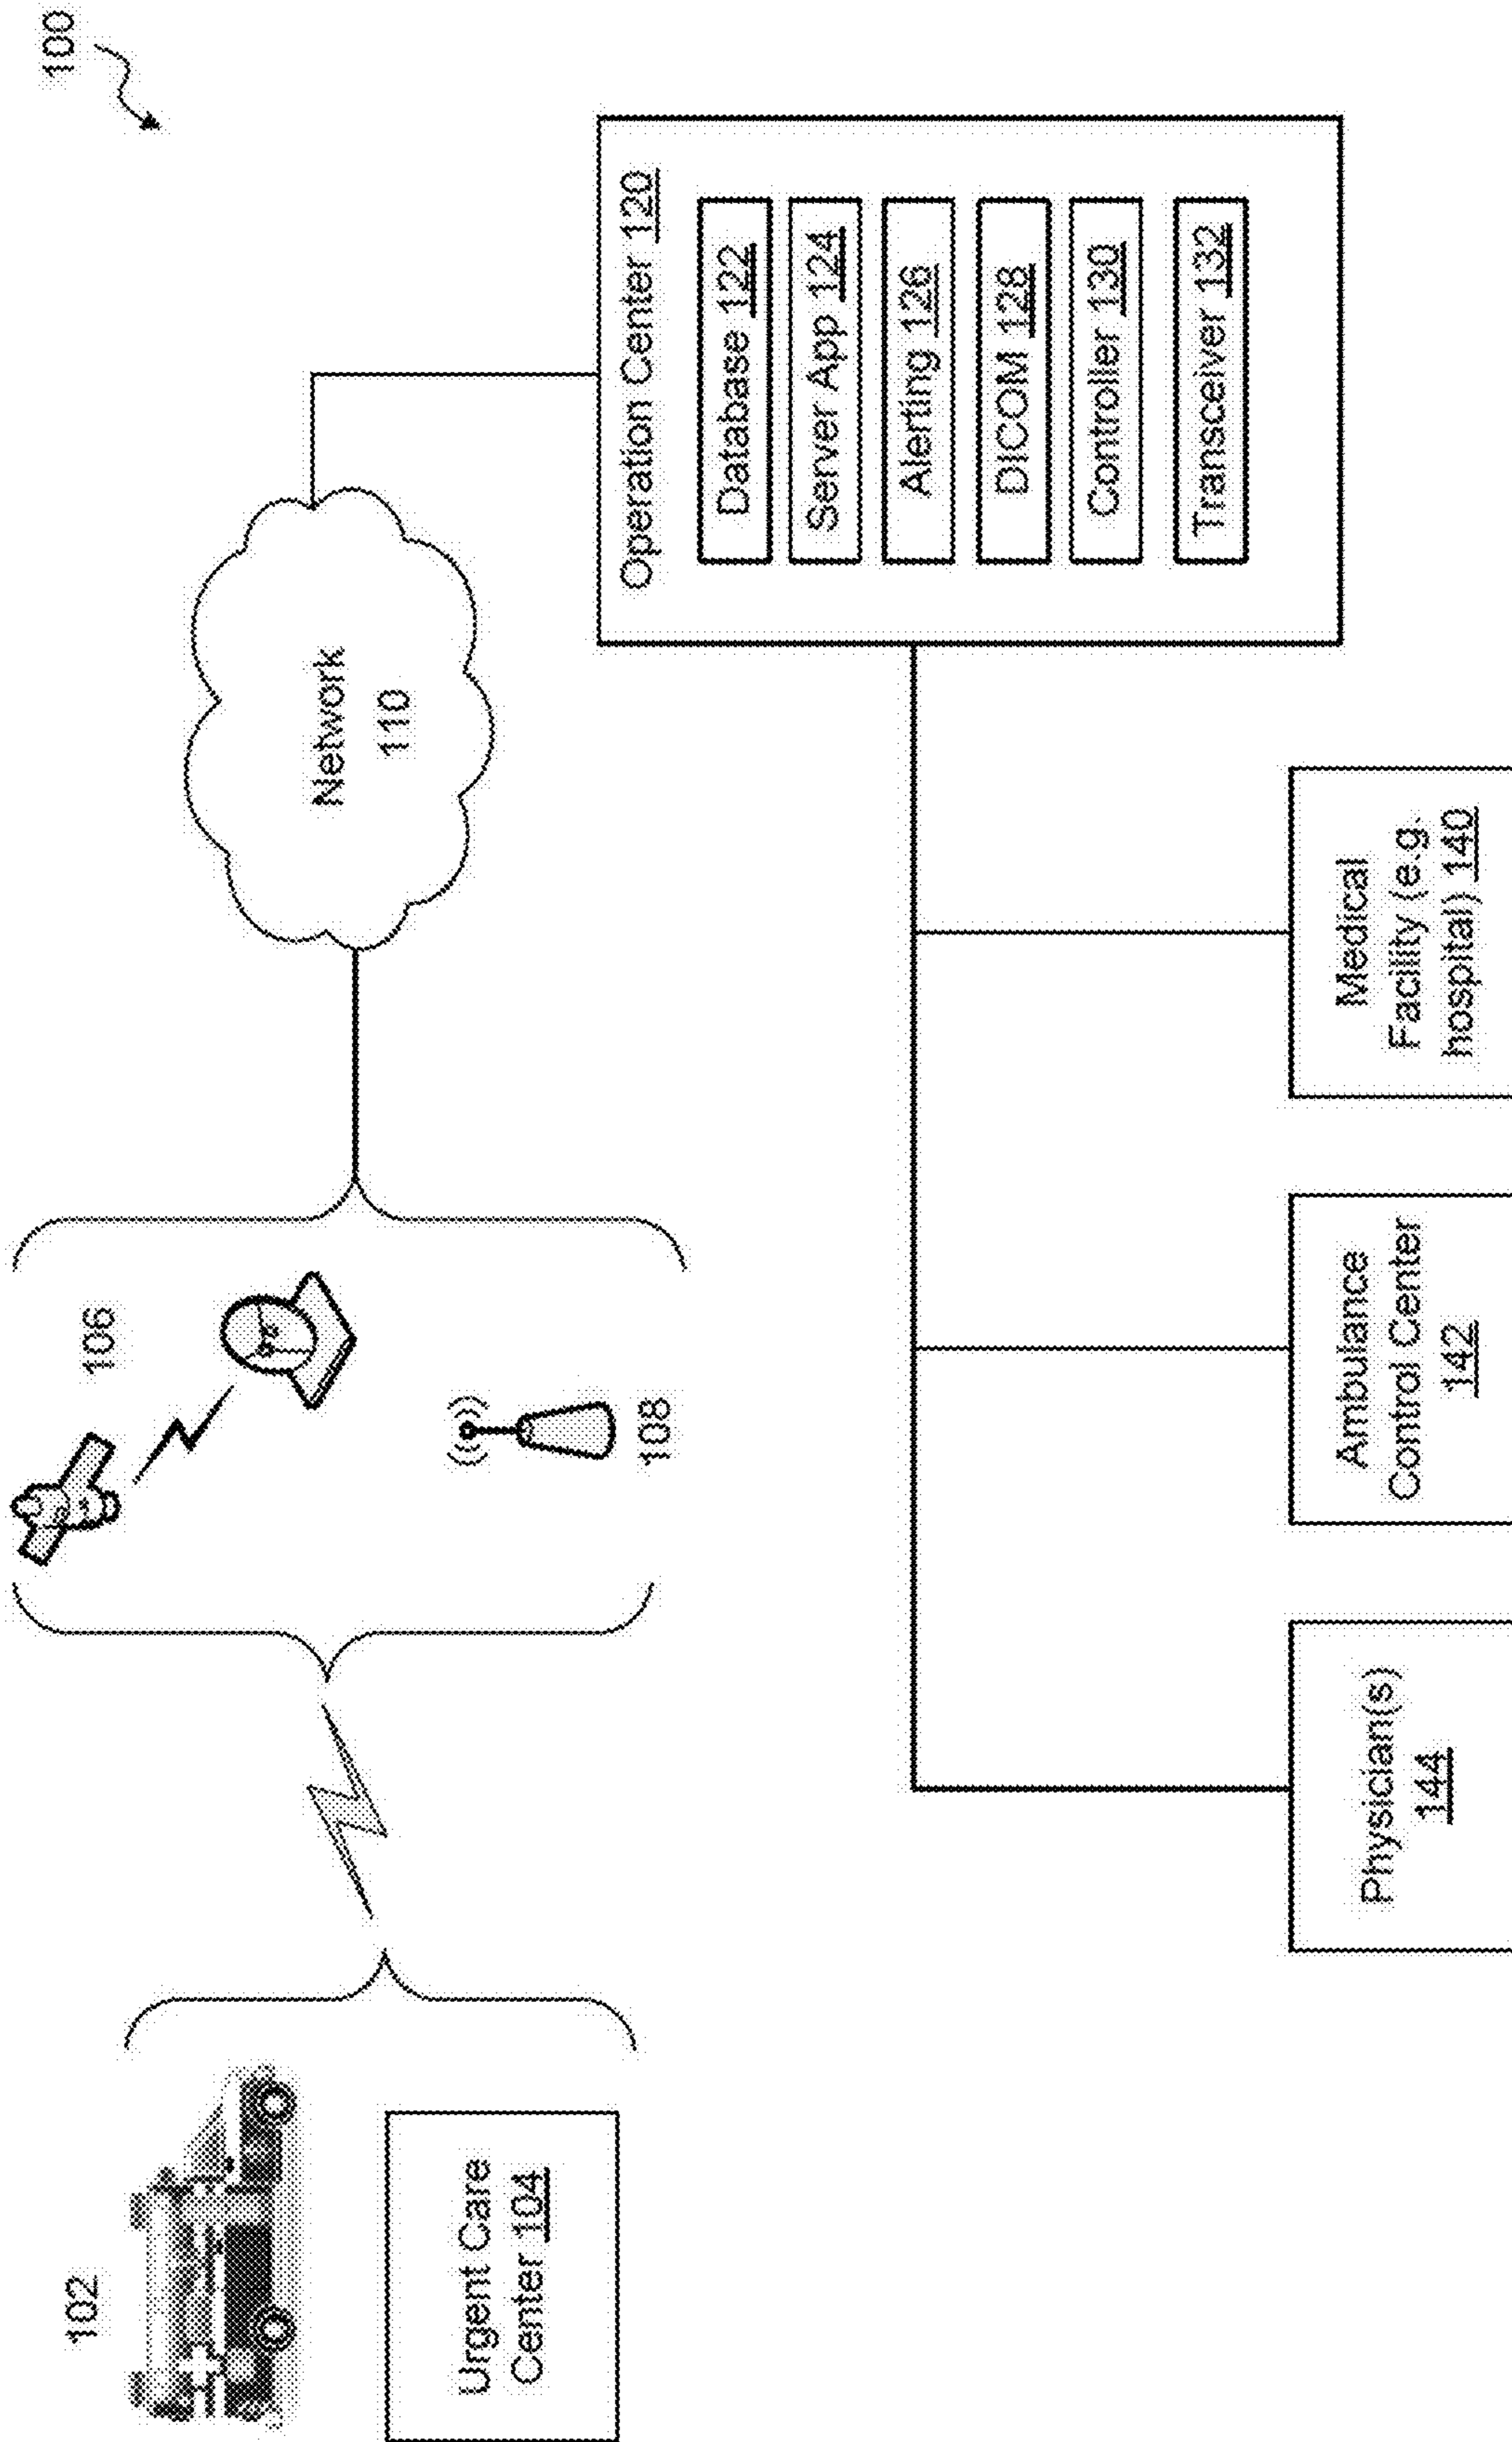 100
102
Urgent Care
Center 104
106
108
Network
110
Operation Center 120
Database 122
Server App 124
Alerting 126
DICOM 128
Controller 130
Transceiver 132
Physician(s)
144
Ambulance
Control Center
142
Medical
Facility (e.g.
hospital) 140